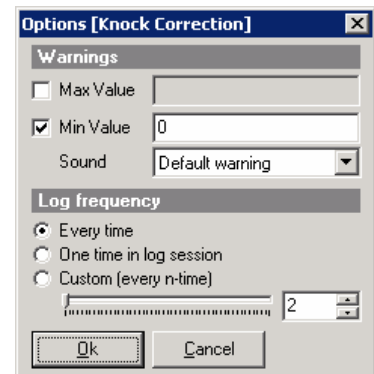 Options [Knock Correction]
Warnings
Max Value
Min Value 0
Sound Default warning
Log frequency
Every time
One time in log session
Custom (every n-time)
2
Ok Cancel